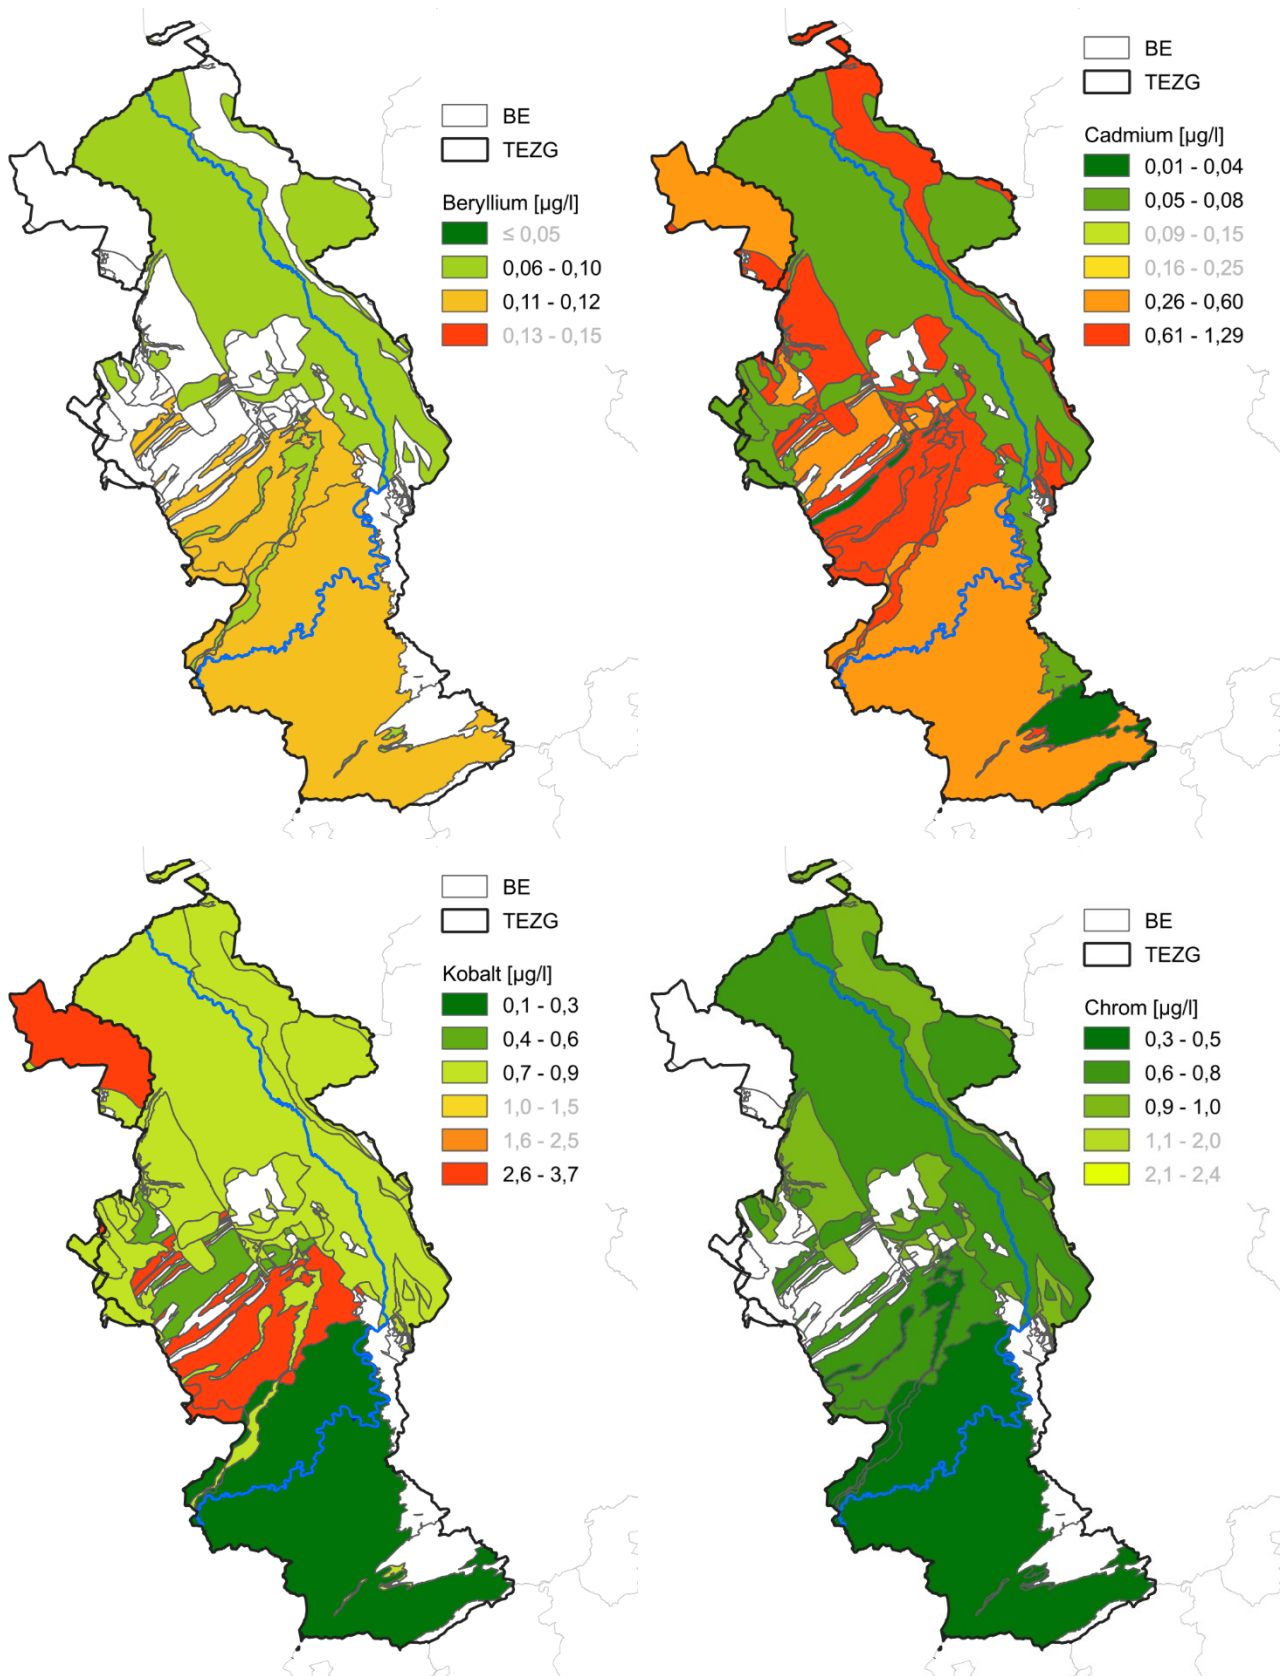 BE
TEZG
Beryllium [µg/l]
≤ 0,05
0,06 - 0,10
0,11 - 0,12
0,13 - 0,15
BE
TEZG
Cadmium [µg/l]
0,01 - 0,04
0,05 - 0,08
0,09 - 0,15
0,16 - 0,25
0,26 - 0,60
0,61 - 1,29
BE
TEZG
Kobalt [µg/l]
0,1 - 0,3
0,4 - 0,6
0,7 - 0,9
1,0 - 1,5
1,6 - 2,5
2,6 - 3,7
BE
TEZG
Chrom [µg/l]
0,3 - 0,5
0,6 - 0,8
0,9 - 1,0
1,1 - 2,0
2,1 - 2,4